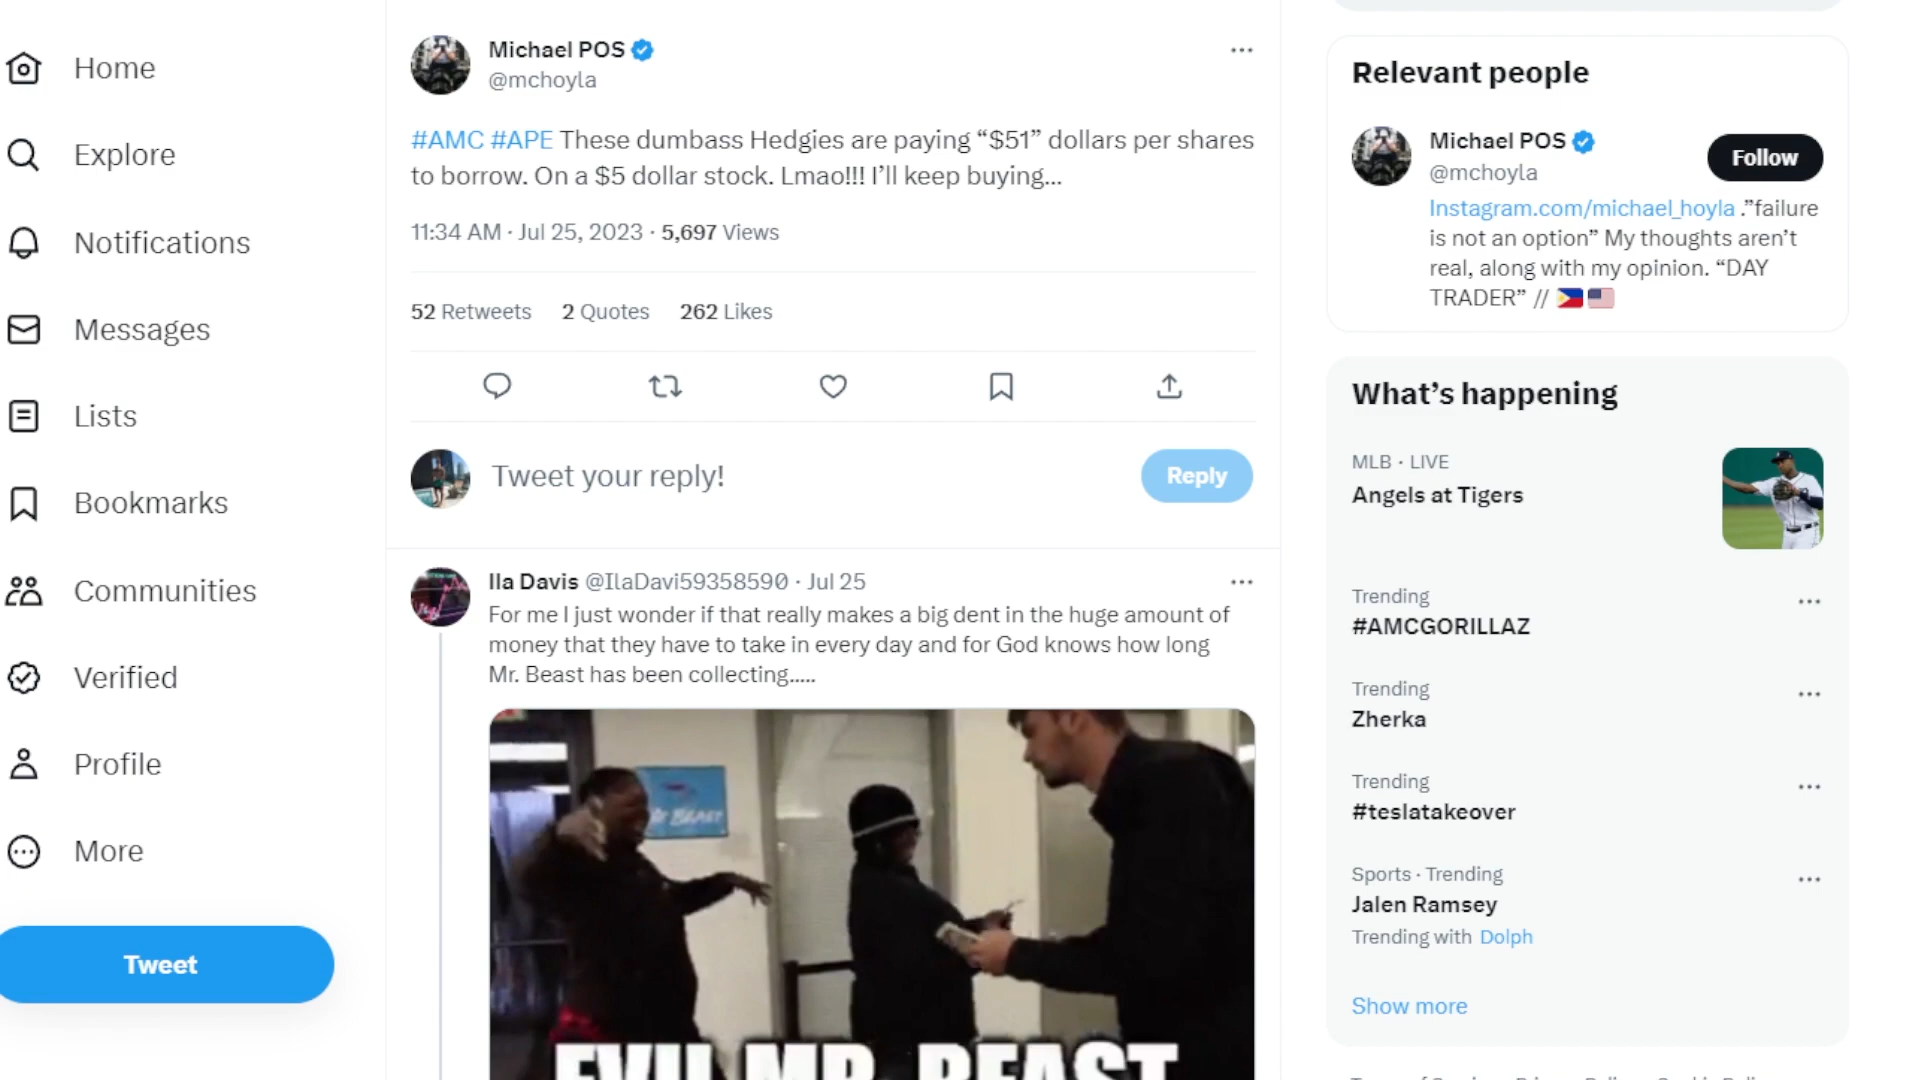 Home
Explore
Notifications
Messages
Lists
Bookmarks
Communities
Verified
Profile
More
Tweet
Michael POS
@mchoyla
#AMC #APE These dumbass Hedgies are paying “$51” dollars per shares
to borrow. On a $5 dollar stock. Lmao!!! I’ll keep buying...
11:34 AM · Jul 25, 2023 · 5,697 Views
52 Retweets 2 Quotes 262 Likes
Tweet your reply!
Reply
Ila Davis @IlaDavi59358590 · Jul 25
For me I just wonder if that really makes a big dent in the huge amount of
money that they have to take in every day and for God knows how long
Mr. Beast has been collecting.....
BEAST
EVIL MR. BEAST
Relevant people
Michael POS
@mchoyla
Follow
Instagram.com/michael_hoyla .”failure
is not an option” My thoughts aren’t
real, along with my opinion. “DAY
TRADER” //
What’s happening
MLB · LIVE
Angels at Tigers
Trending
#AMCGORILLAZ
Trending
Zherka
Trending
#teslatakeover
Sports · Trending
Jalen Ramsey
Trending with Dolph
Show more